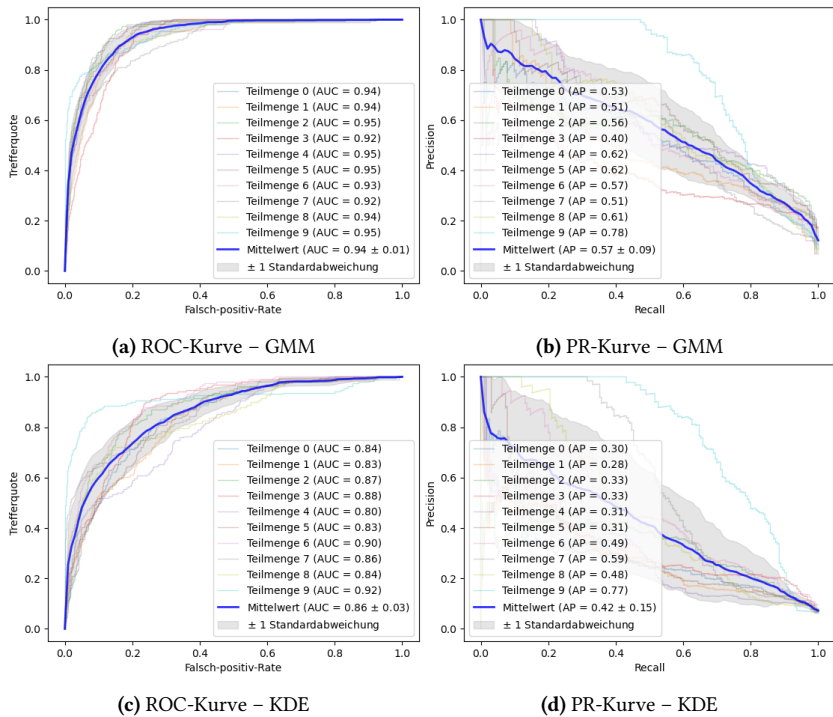 1.0
0.8
0.6
0.4
0.2
0.0
Trefferquote
Teilmenge 0 (AUC = 0.94)
Teilmenge 1 (AUC = 0.94)
Teilmenge 2 (AUC = 0.95)
Teilmenge 3 (AUC = 0.92)
Teilmenge 4 (AUC = 0.95)
Teilmenge 5 (AUC = 0.95)
Teilmenge 6 (AUC = 0.93)
Teilmenge 7 (AUC = 0.92)
Teilmenge 8 (AUC = 0.94)
Teilmenge 9 (AUC = 0.95)
Mittelwert (AUC = 0.94 ± 0.01)
± 1 Standardabweichung
0.0 0.2 0.4 0.6 0.8 1.0
Falsch-positiv-Rate
(a) ROC-Kurve – GMM
1.0
0.8
0.6
0.4
0.2
0.0
Precision
Teilmenge 0 (AP = 0.53)
Teilmenge 1 (AP = 0.51)
Teilmenge 2 (AP = 0.56)
Teilmenge 3 (AP = 0.40)
Teilmenge 4 (AP = 0.62)
Teilmenge 5 (AP = 0.62)
Teilmenge 6 (AP = 0.57)
Teilmenge 7 (AP = 0.51)
Teilmenge 8 (AP = 0.61)
Teilmenge 9 (AP = 0.78)
Mittelwert (AP = 0.57 ± 0.09)
± 1 Standardabweichung
0.0 0.2 0.4 0.6 0.8 1.0
Recall
(b) PR-Kurve – GMM
1.0
0.8
0.6
0.4
0.2
0.0
Trefferquote
Teilmenge 0 (AUC = 0.84)
Teilmenge 1 (AUC = 0.83)
Teilmenge 2 (AUC = 0.87)
Teilmenge 3 (AUC = 0.88)
Teilmenge 4 (AUC = 0.80)
Teilmenge 5 (AUC = 0.83)
Teilmenge 6 (AUC = 0.90)
Teilmenge 7 (AUC = 0.86)
Teilmenge 8 (AUC = 0.84)
Teilmenge 9 (AUC = 0.92)
Mittelwert (AUC = 0.86 ± 0.03)
± 1 Standardabweichung
0.0 0.2 0.4 0.6 0.8 1.0
Falsch-positiv-Rate
(c) ROC-Kurve – KDE
1.0
0.8
0.6
0.4
0.2
0.0
Precision
Teilmenge 0 (AP = 0.30)
Teilmenge 1 (AP = 0.28)
Teilmenge 2 (AP = 0.33)
Teilmenge 3 (AP = 0.33)
Teilmenge 4 (AP = 0.31)
Teilmenge 5 (AP = 0.31)
Teilmenge 6 (AP = 0.49)
Teilmenge 7 (AP = 0.59)
Teilmenge 8 (AP = 0.48)
Teilmenge 9 (AP = 0.77)
Mittelwert (AP = 0.42 ± 0.15)
± 1 Standardabweichung
0.0 0.2 0.4 0.6 0.8 1.0
Recall
(d) PR-Kurve – KDE